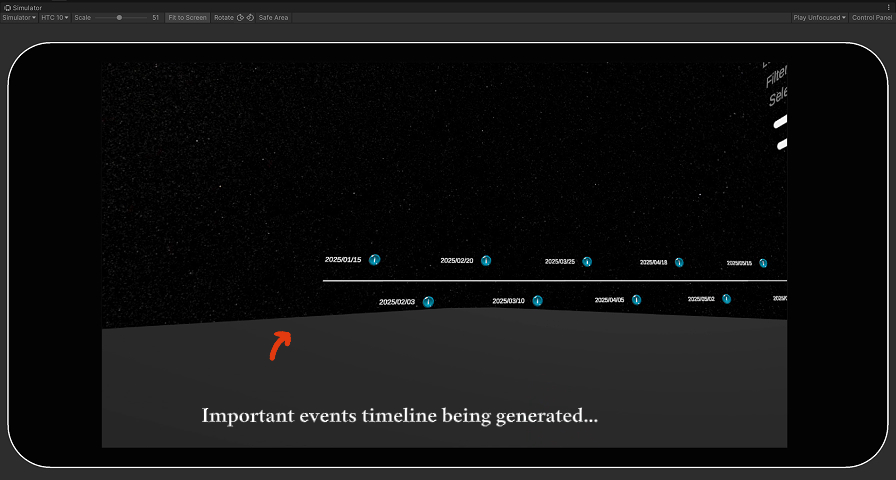 Simulator
Simulator HTC 10 Scale 51 Fit to Screen Rotate Safe Area Play Unfocused Control Panel
Filter
Sele
2025/01/15 2025/02/20 2025/03/25 2025/04/18 2025/05/15
2025/02/03 2025/03/10 2025/04/05 2025/05/02
Important events timeline being generated...